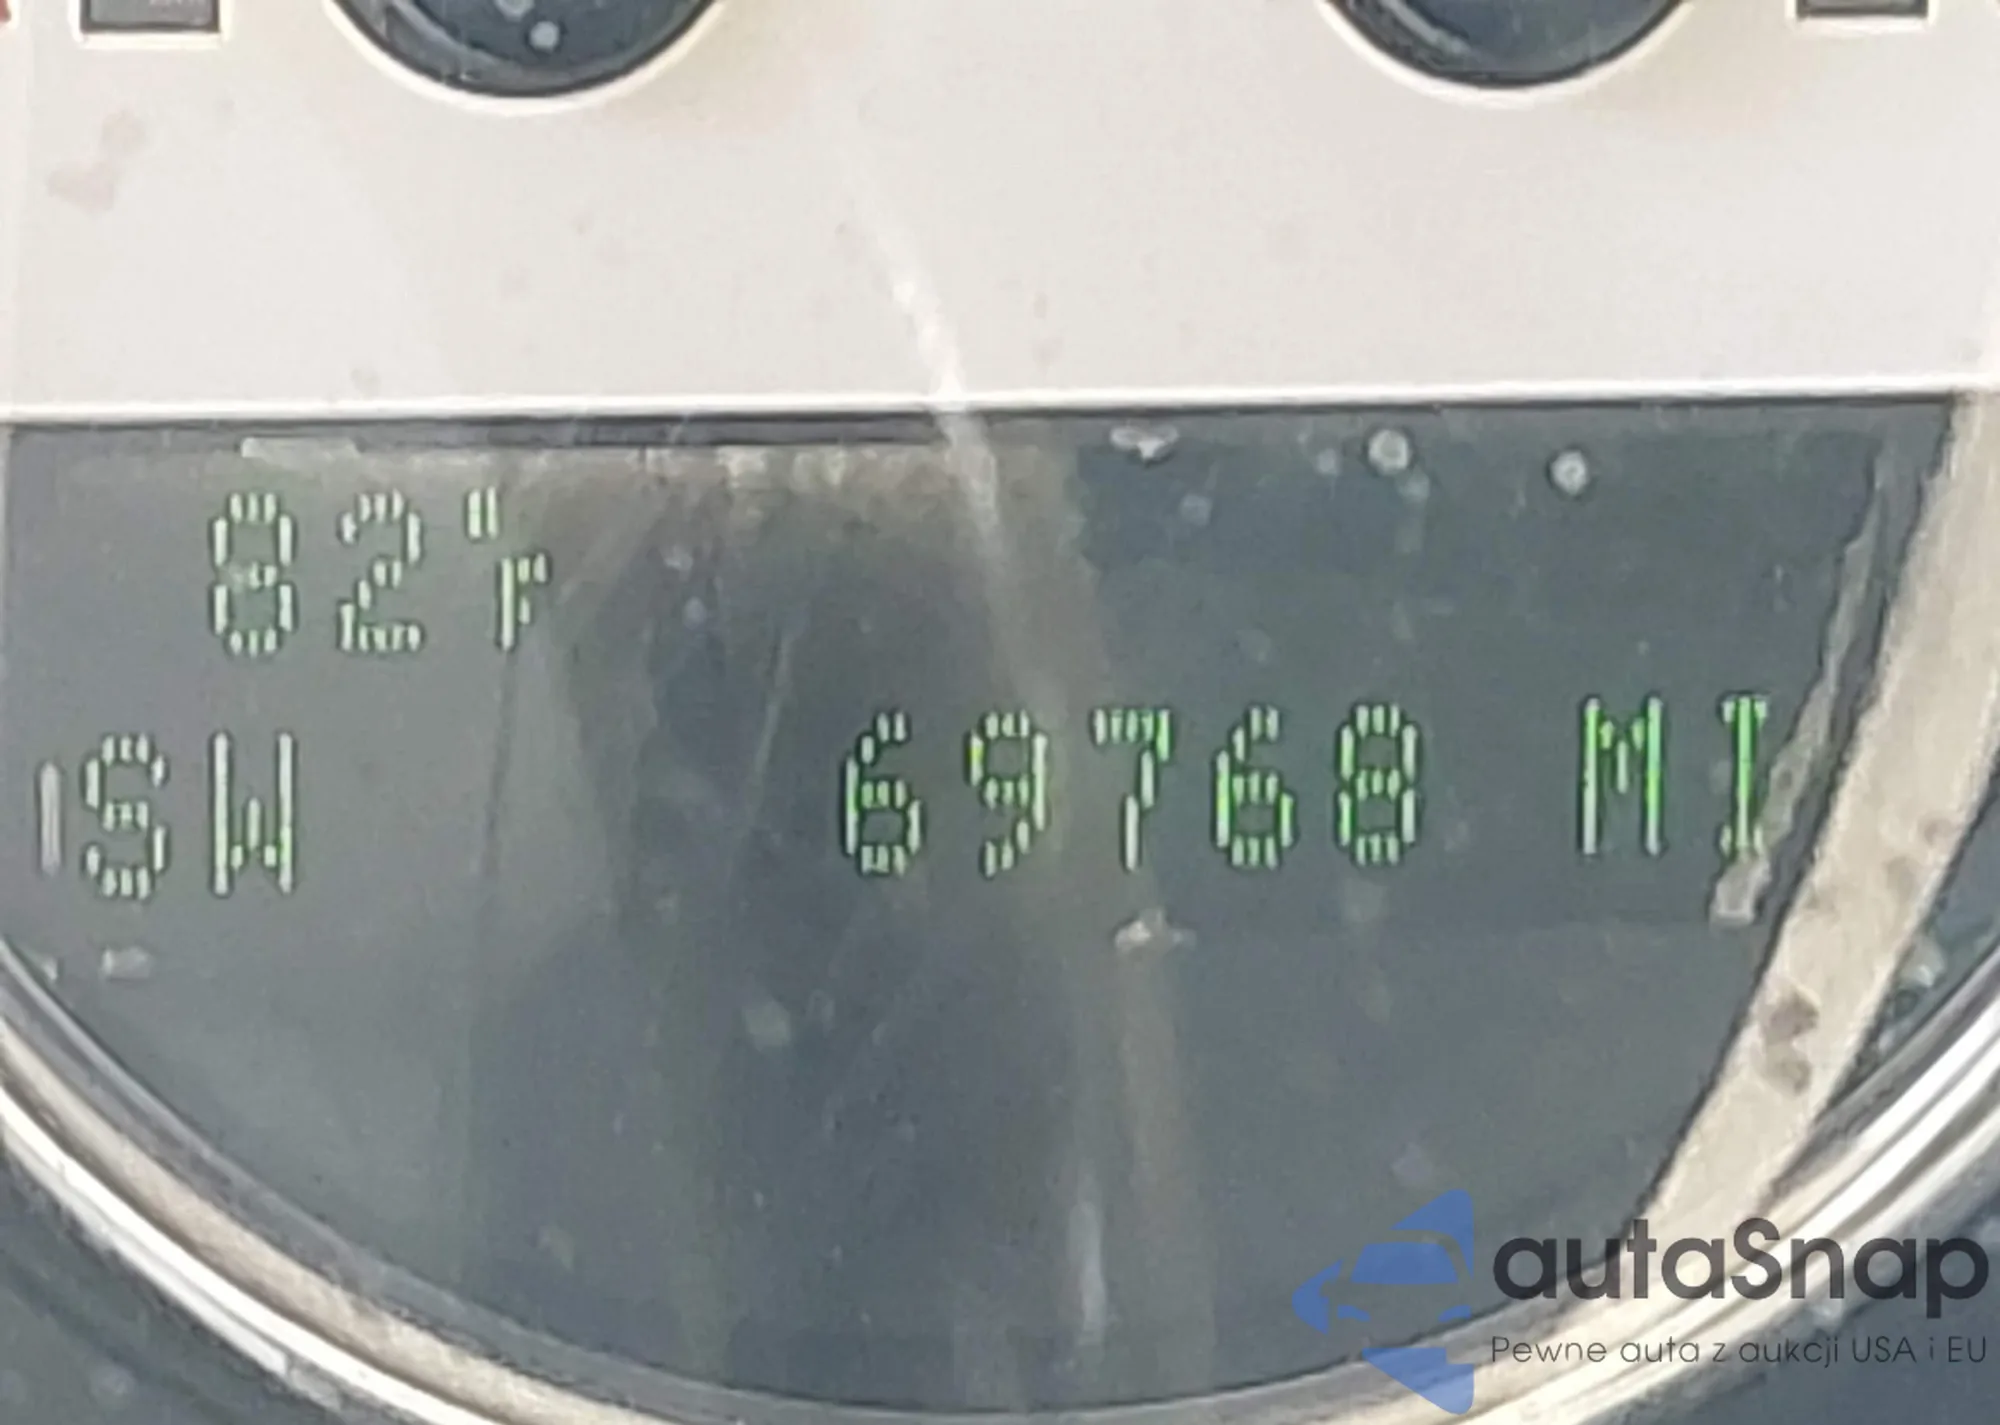 82°F
SW
69768 MI
autaSnap
Pewne auta z aukcji USA i EU